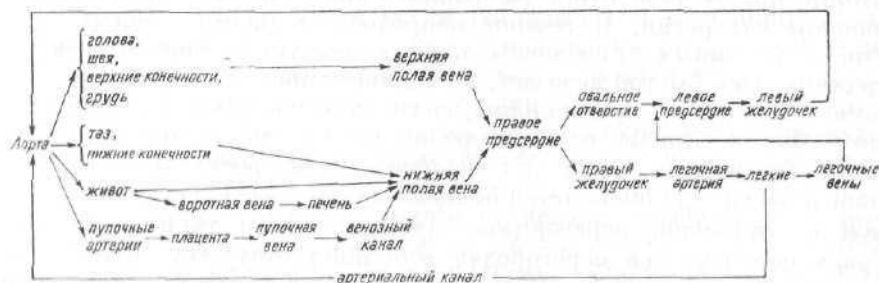 голова,
шея,
верхние конечности,
грудь
верхняя
полая вена
овальное
отверстие
левое
предсердие
левый
желудочек
Аорта
таз,
нижние конечности
правое
предсердие
живот
воротная вена
печень
нижняя
полая вена
правый
желудочек
легочная
артерия
легкие
легочные
вены
пупочные
артерии
плацента
пупочная
вена
венозный
канал
артериальный канал